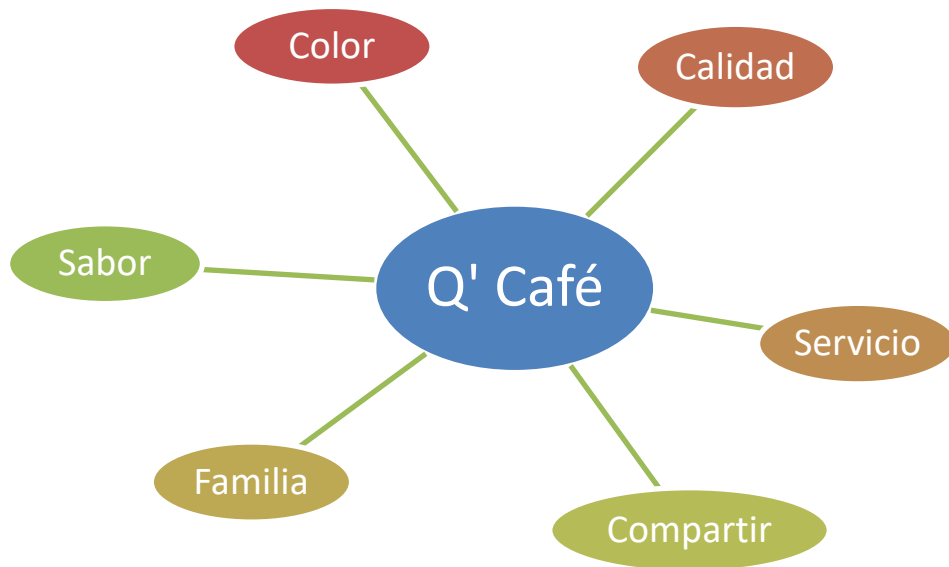 Color
Calidad
Sabor
Q' Café
Servicio
Familia
Compartir